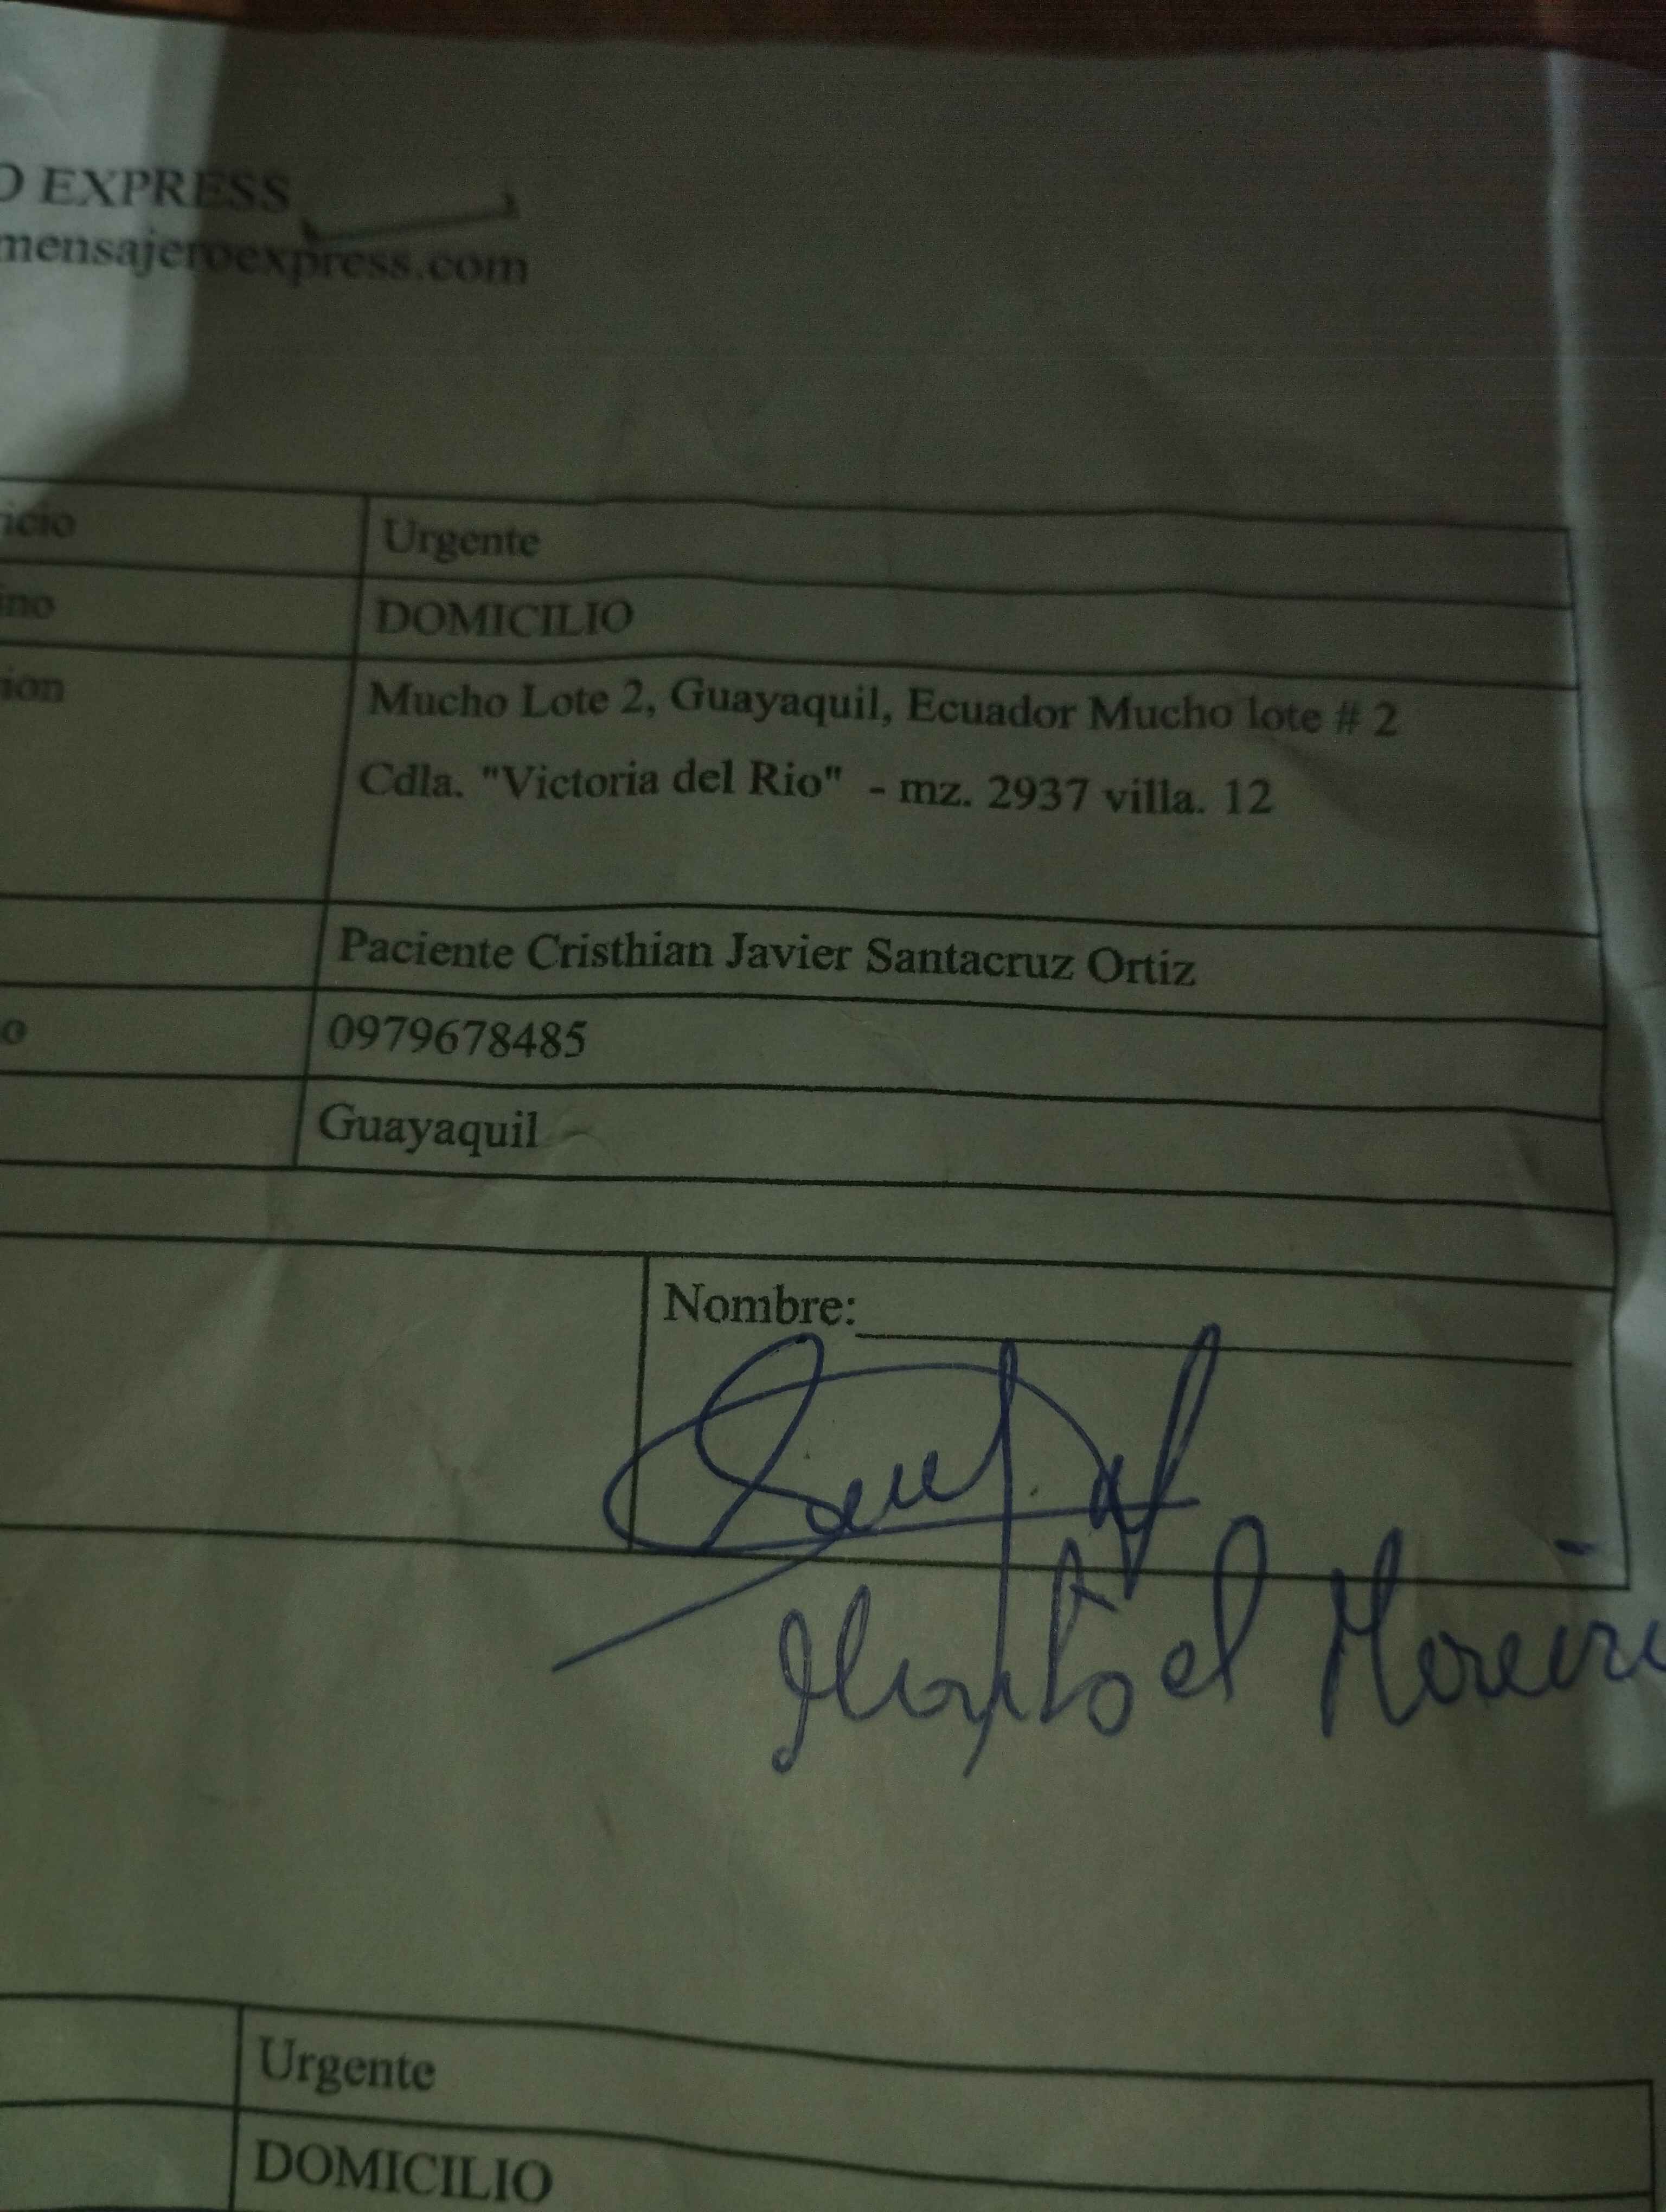 O EXPRESS
mensajeroexpress.com
icio Urgente
ino DOMICILIO
ion Mucho Lote 2, Guayaquil, Ecuador Mucho lote # 2
Cdla. "Victoria del Rio" - mz. 2937 villa. 12
Paciente Cristhian Javier Santacruz Ortiz
o 0979678485
Guayaquil
Nombre:
Urgente
DOMICILIO